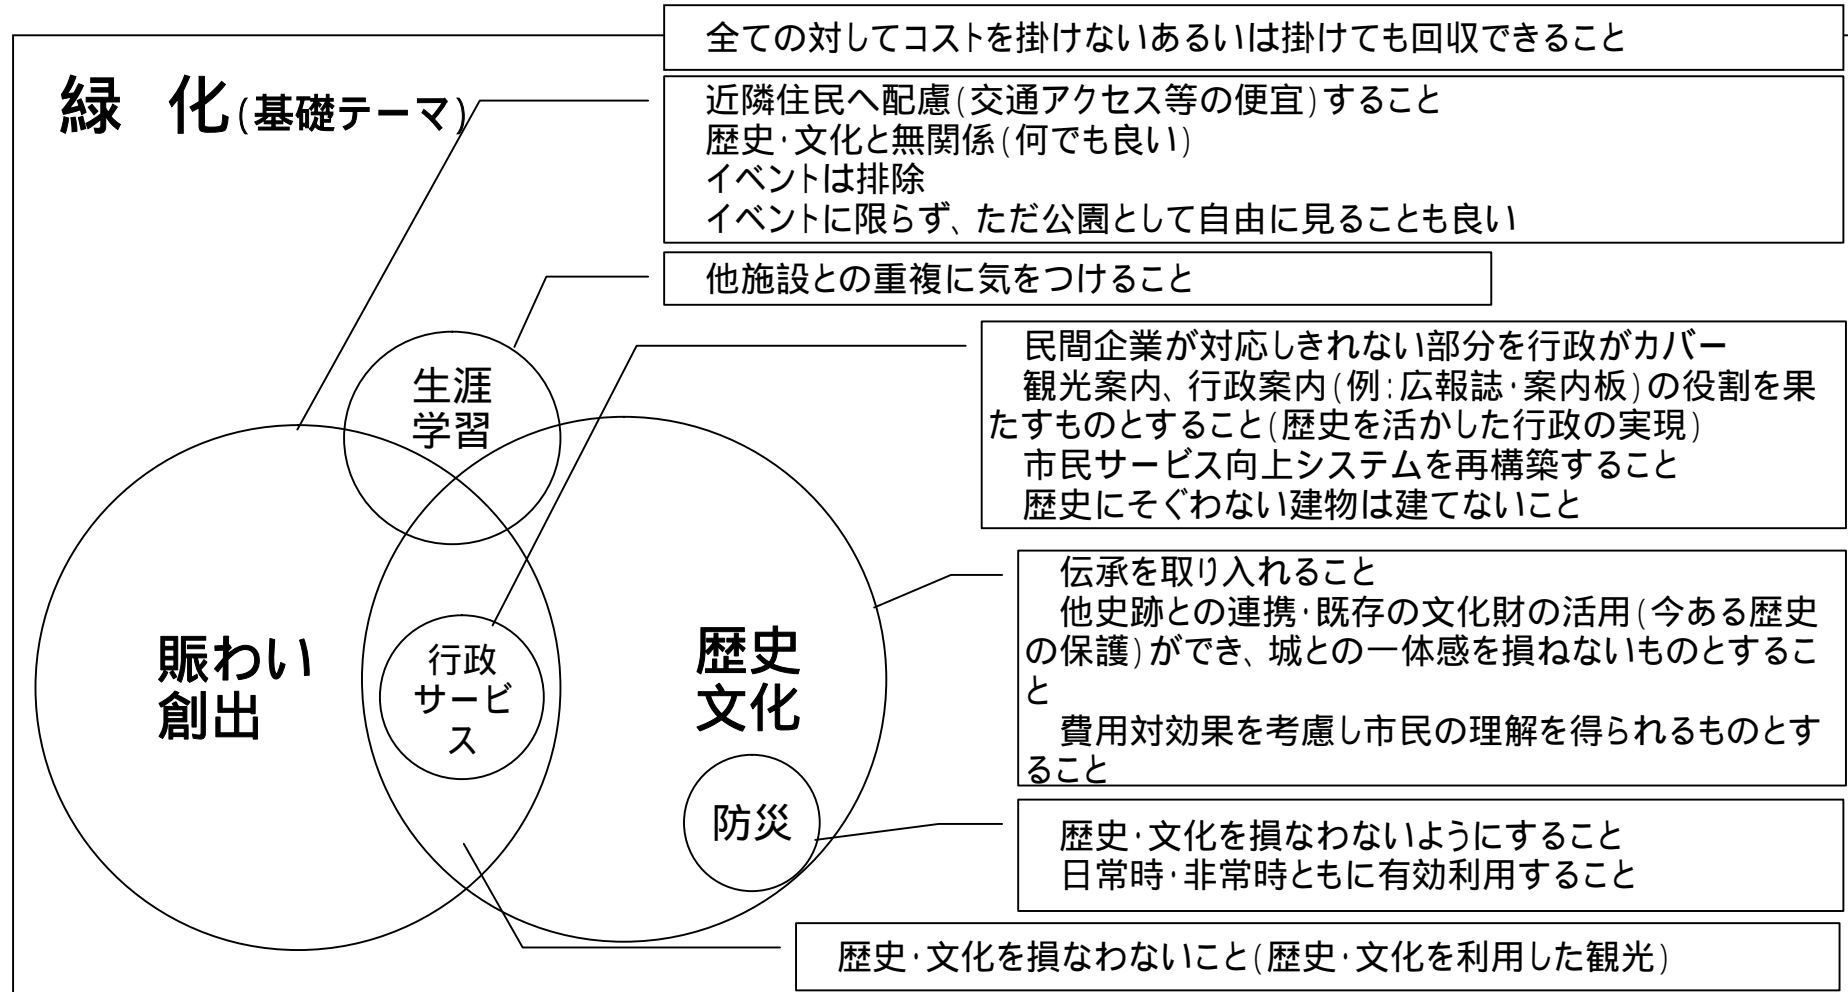 全ての対してコストを掛けないあるいは掛けても回収できること
緑 化(基礎テーマ)
近隣住民へ配慮(交通アクセス等の便宜)すること
歴史・文化と無関係(何でも良い)
イベントは排除
イベントに限らず、ただ公園として自由に見ることも良い
他施設との重複に気をつけること
民間企業が対応しきれない部分を行政がカバー
観光案内、行政案内(例:広報誌・案内板)の役割を果
たすものとすること(歴史を活かした行政の実現)
市民サービス向上システムを再構築すること
歴史にそぐわない建物は建てないこと
生涯
学習
伝承を取り入れること
他史跡との連携・既存の文化財の活用(今ある歴史
の保護)ができ、城との一体感を損ねないものとするこ
と
費用対効果を考慮し市民の理解を得られるものとす
ること
賑わい
創出
行政
サービ
ス
歴史
文化
防災
歴史・文化を損なわないようにすること
日常時・非常時ともに有効利用すること
歴史・文化を損なわないこと(歴史・文化を利用した観光)